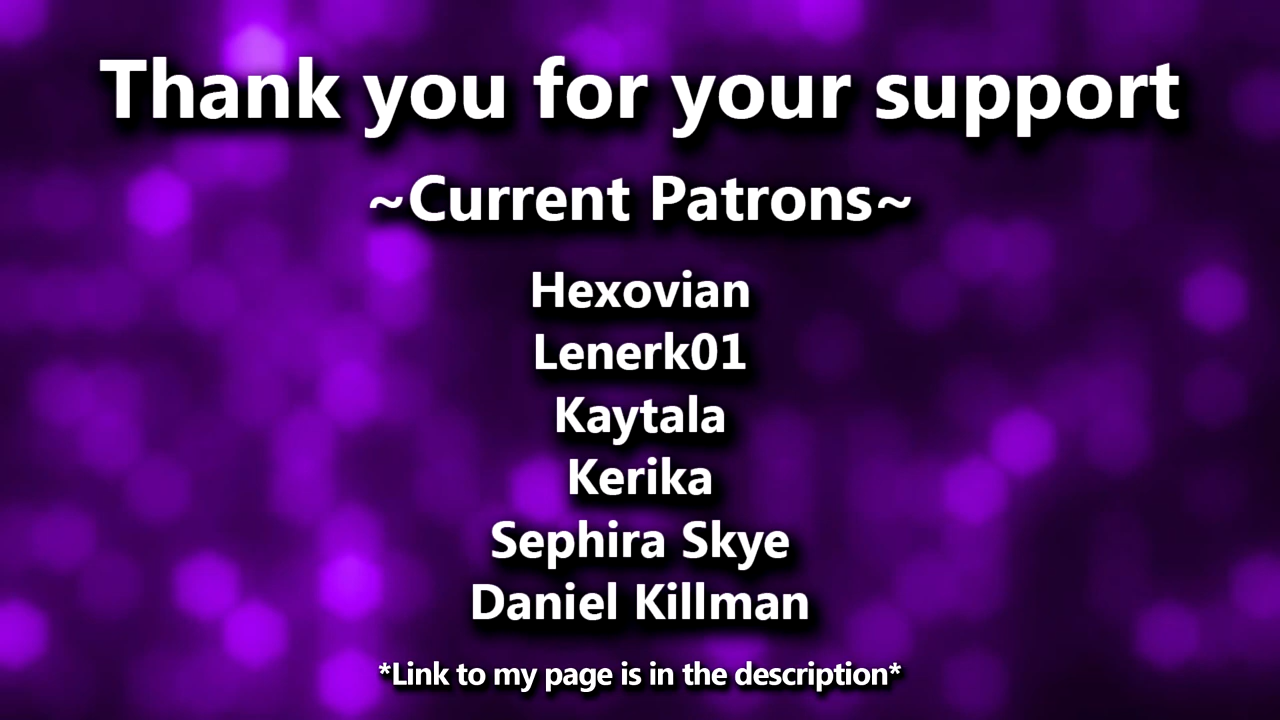 Thank you for your support
~Current Patrons~
Hexovian
Lenerk01
Kaytala
Kerika
Sephira Skye
Daniel Killman
*Link to my page is in the description*